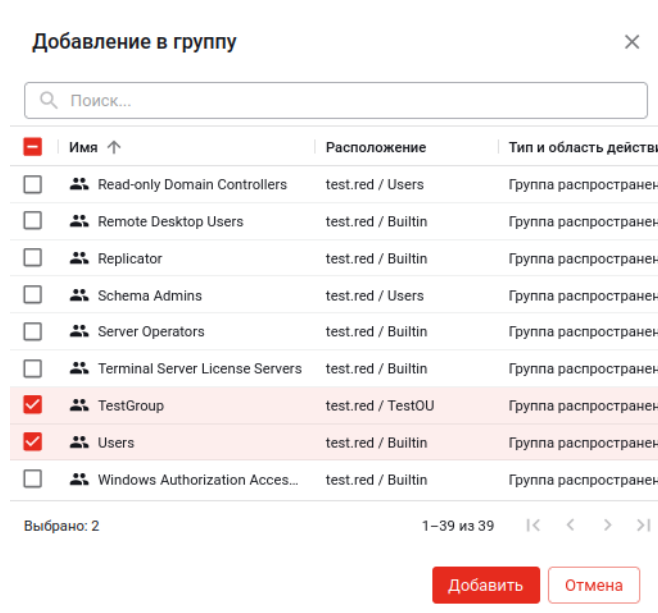 Добавление в группу
Поиск...
Имя Расположение Тип и область действи
Read-only Domain Controllers test.red / Users Группа распространен
Remote Desktop Users test.red / Builtin Группа распространен
Replicator test.red / Builtin Группа распространен
Schema Admins test.red / Users Группа распространен
Server Operators test.red / Builtin Группа распространен
Terminal Server License Servers test.red / Builtin Группа распространен
TestGroup test.red / TestOU Группа распространен
Users test.red / Builtin Группа распространен
Windows Authorization Acces... test.red / Builtin Группа распространен
Выбрано: 2 1–39 из 39
Добавить Отмена